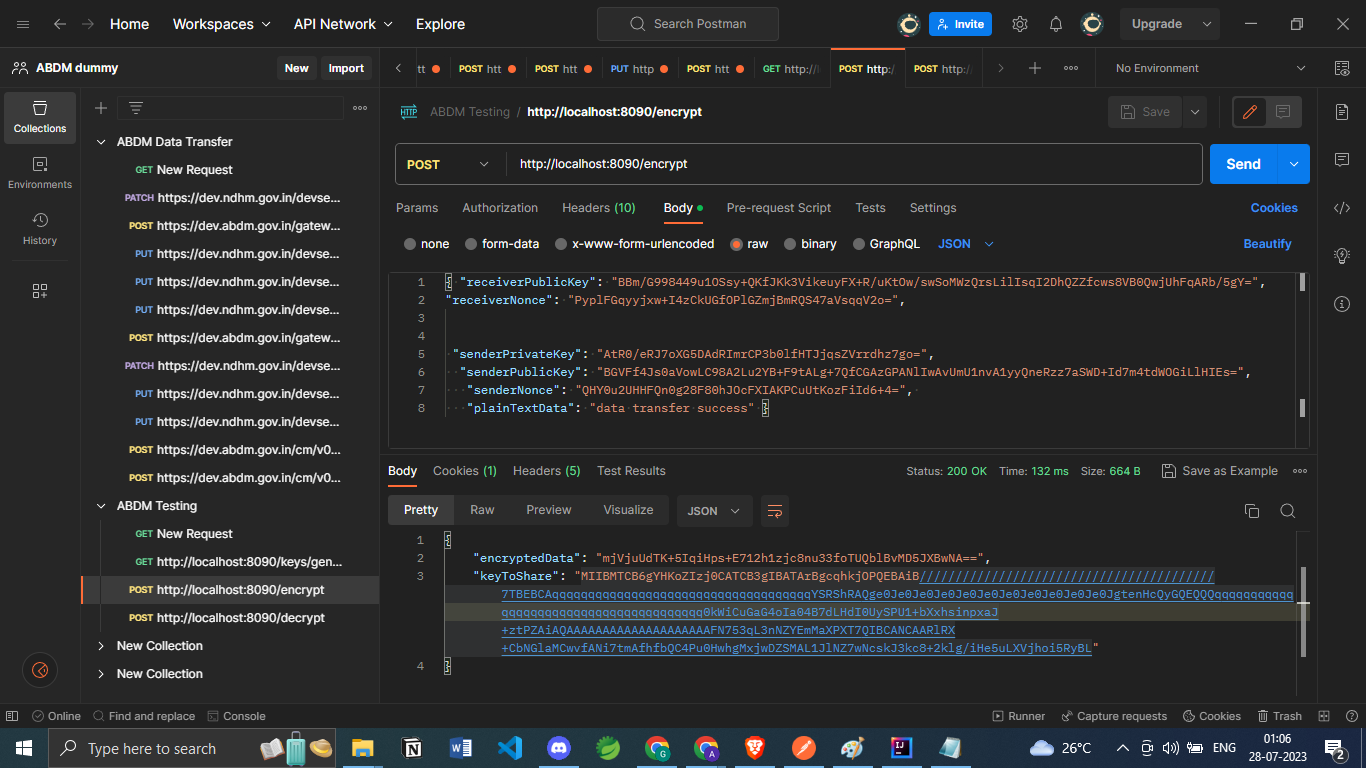 Home Workspaces API Network Explore Search Postman Invite Upgrade
ABDM dummy New Import
tt POST htt POST htt PUT http POST htt GET http:// POST http:/ POST http:/ No Environment
Collections
Environments
History
ABDM Data Transfer
GET New Request
PATCH https://dev.ndhm.gov.in/devse...
POST https://dev.abdm.gov.in/gatew...
PUT https://dev.ndhm.gov.in/devse...
PUT https://dev.ndhm.gov.in/devse...
PUT https://dev.ndhm.gov.in/devse...
POST https://dev.abdm.gov.in/gatew...
PATCH https://dev.ndhm.gov.in/devse...
PUT https://dev.ndhm.gov.in/devse...
PUT https://dev.ndhm.gov.in/devse...
POST https://dev.abdm.gov.in/cm/v0...
POST https://dev.abdm.gov.in/cm/v0...
ABDM Testing
GET New Request
GET http://localhost:8090/keys/gen...
POST http://localhost:8090/encrypt
POST http://localhost:8090/decrypt
New Collection
New Collection
HTTP ABDM Testing / http://localhost:8090/encrypt Save
POST http://localhost:8090/encrypt Send
Params Authorization Headers (10) Body Pre-request Script Tests Settings Cookies
none form-data x-www-form-urlencoded raw binary GraphQL JSON Beautify
1 { "receiverPublicKey": "BBm/G998449u1OSsy+QKfJKk3VikeuyFX+R/uKtOw/swSoMWzQrsLilIsqI2DhQZZfcws8VB0QwjUhFqARb/5gY=",
2 "receiverNonce": "PyplFGqyyjxw+I4zCkUGfOPlGZmjBmRQS47aVsqqV2o=",
3
4
5 "senderPrivateKey": "AtR0/eRJ7oXG5DAdRImrCP3b0lfHTJjqsZVrrdhz7go=",
6 "senderPublicKey": "BGVFf4Js0aVowLC98A2Lu2YB+F9tALg+7QfCGAzGPANlIwAvUmU1nvA1yyQneRzz7aSWD+Id7m4tdWOGiLlHIEs=",
7 "senderNonce": "QHY0u2UHHFQn0g28F80hJOcFXIAKPCuUtKozFiId6+4=",
8 "plainTextData": "data transfer success" }
Body Cookies (1) Headers (5) Test Results Status: 200 OK Time: 132 ms Size: 664 B Save as Example
Pretty Raw Preview Visualize JSON
1 {
2 "encryptedData": "mjVjuUdTK+5IqiHps+E712h1zjc8nu33foTUQblBvMD5JXBwNA==",
3 "keyToShare": "MIIBMTCB6gYHKoZIzj0CATCB3gIBATArBgcqhkjOPQEBAiB/////////////////////////////////////////
7TBEBCAqqqqqqqqqqqqqqqqqqqqqqqqqqqqqqqqqqqqYSRShRAQge0Je0Je0Je0Je0Je0Je0Je0Je0Je0Je0JgtenHcQyGQEQQQqqqqqqqqqqq
qqqqqqqqqqqqqqqqqqqqqqqqqqqq0kWiCuGaG4oIa04B7dLHdI0UySPU1+bXxhsinpxaJ
+ztPZAiAQAAAAAAAAAAAAAAAAAAAAFN753qL3nNZYEmMaXPXT7QIBCANCAARlRX
+CbNGlaMCwvfANi7tmAfhfbQC4Pu0HwhgMxjwDZSMAL1JlNZ7wNcskJ3kc8+2klg/iHe5uLXVjhoi5RyBL"
4 }
Online Find and replace Console Runner Capture requests Cookies Trash
Type here to search 26°C ENG 01:06
28-07-2023 2